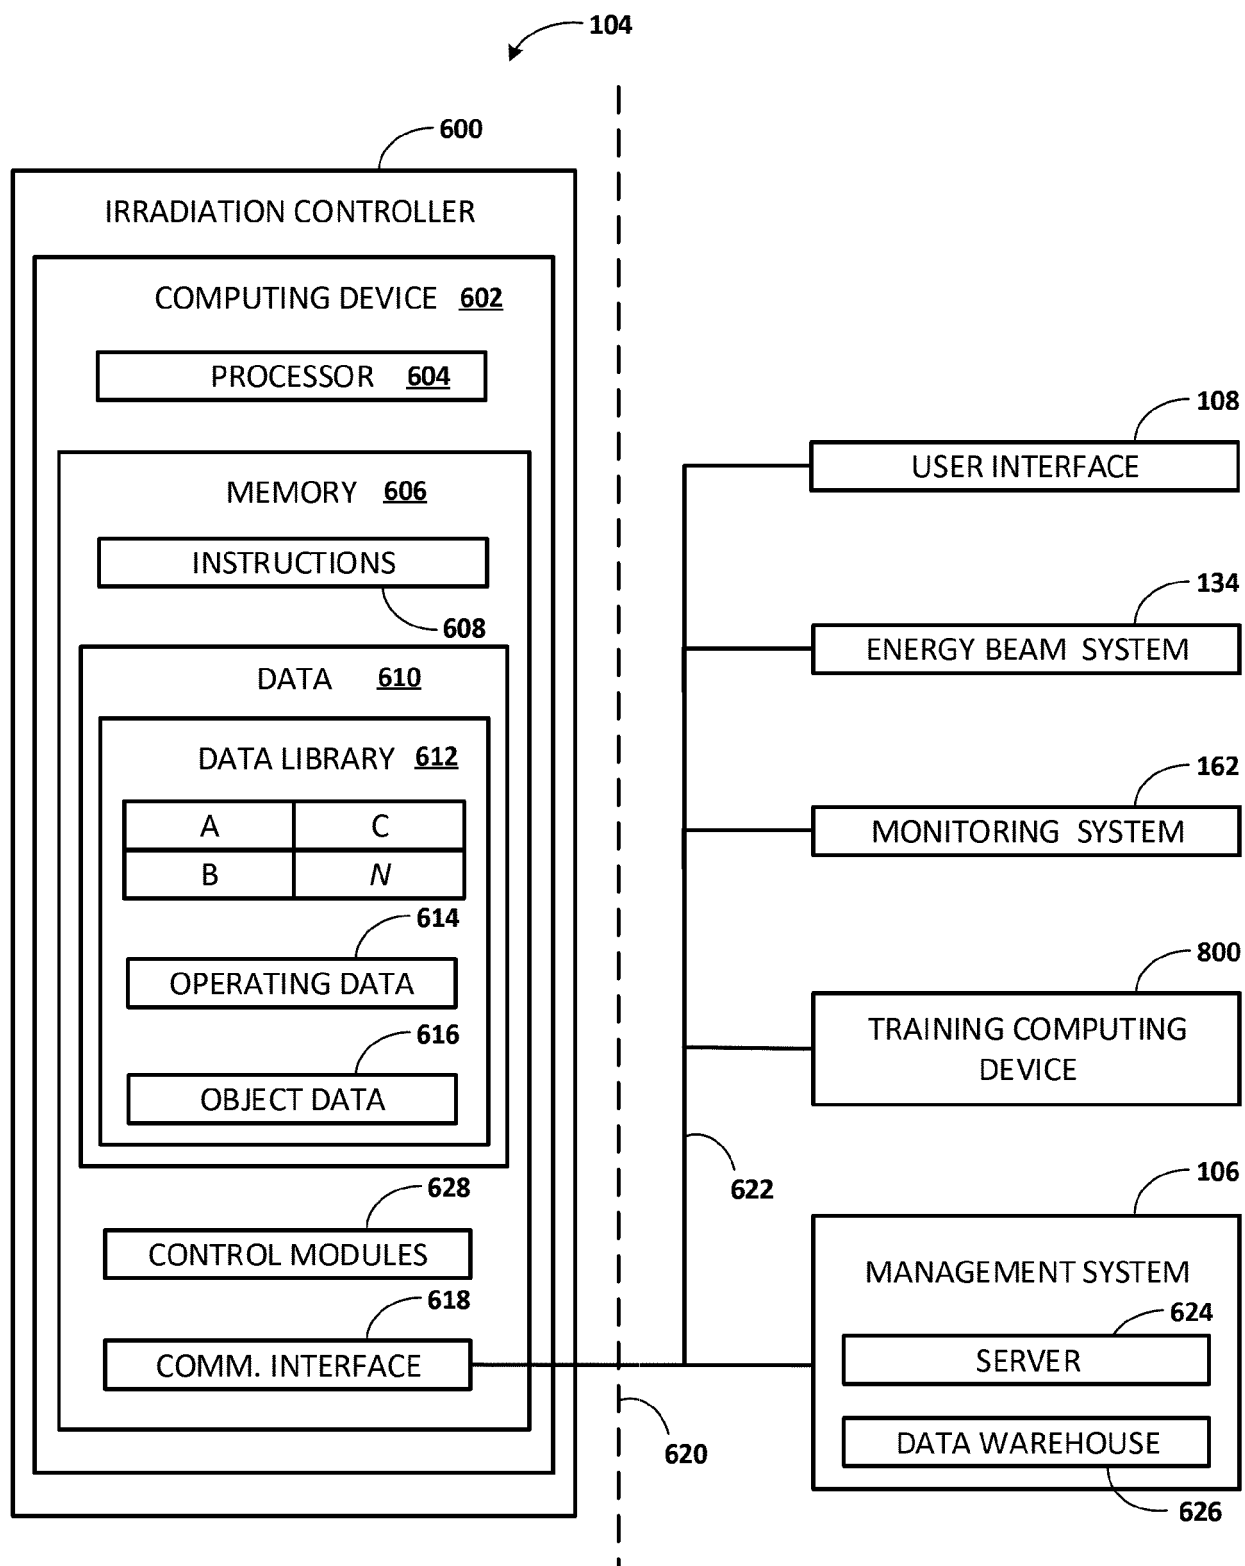 104
600
IRRADIATION CONTROLLER
COMPUTING DEVICE 602
PROCESSOR 604
MEMORY 606
INSTRUCTIONS
608
DATA 610
DATA LIBRARY 612
A C
B N
614
OPERATING DATA
616
OBJECT DATA
628
CONTROL MODULES
618
COMM. INTERFACE
620
622
108
USER INTERFACE
134
ENERGY BEAM SYSTEM
162
MONITORING SYSTEM
800
TRAINING COMPUTING
DEVICE
106
MANAGEMENT SYSTEM
624
SERVER
DATA WAREHOUSE
626